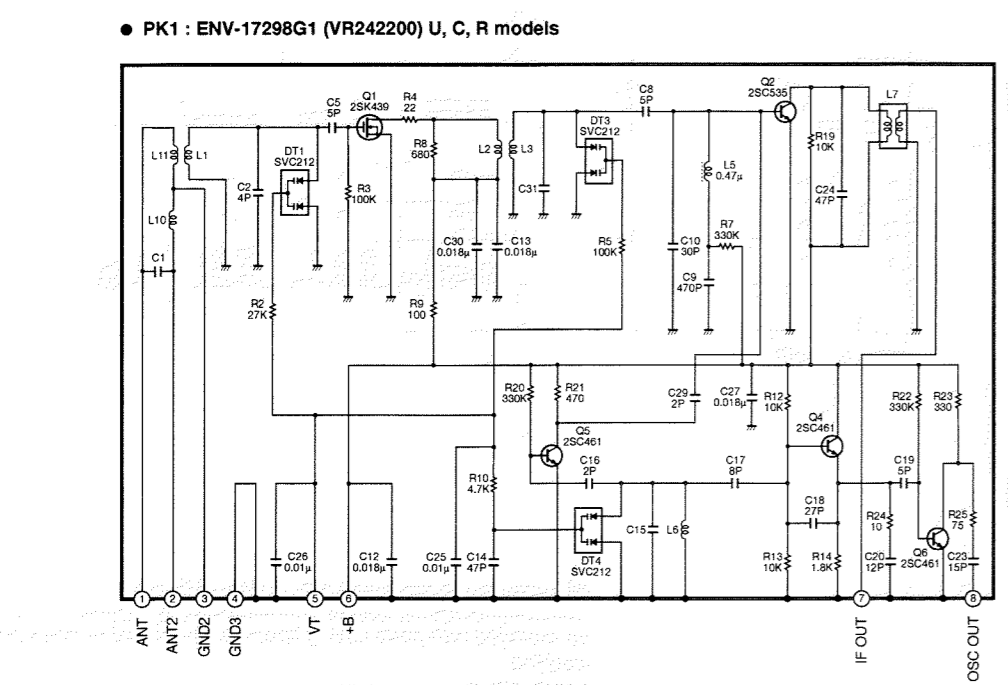 ● PK1 : ENV-17298G1 (VR242200) U, C, R models
Q1
2SK439
R4
22
C5
5P
L11
L1
C2
4P
DT1
SVC212
R3
100K
R8
680
L2
L3
C31
DT3
SVC212
C8
5P
Q2
2SC535
L7
R19
10K
C24
47P
L5
0.47μ
R7
330K
L10
C1
C30
0.018μ
C13
0.018μ
R5
100K
C10
30P
C9
470P
R2
27K
R9
100
R20
330K
R21
470
C29
2P
C27
0.018μ
R12
10K
Q4
2SC461
R22
330K
R23
330
Q5
2SC461
C16
2P
C17
8P
C19
5P
R10
4.7K
C18
27P
C15
L6
R24
10
R25
75
Q6
2SC461
C26
0.01μ
C12
0.018μ
C25
0.01μ
C14
47P
DT4
SVC212
R13
10K
R14
1.8K
C20
12P
C23
15P
1 2 3 4 5 6 7 8
ANT
ANT2
GND2
GND3
VT
+B
IF OUT
OSC OUT